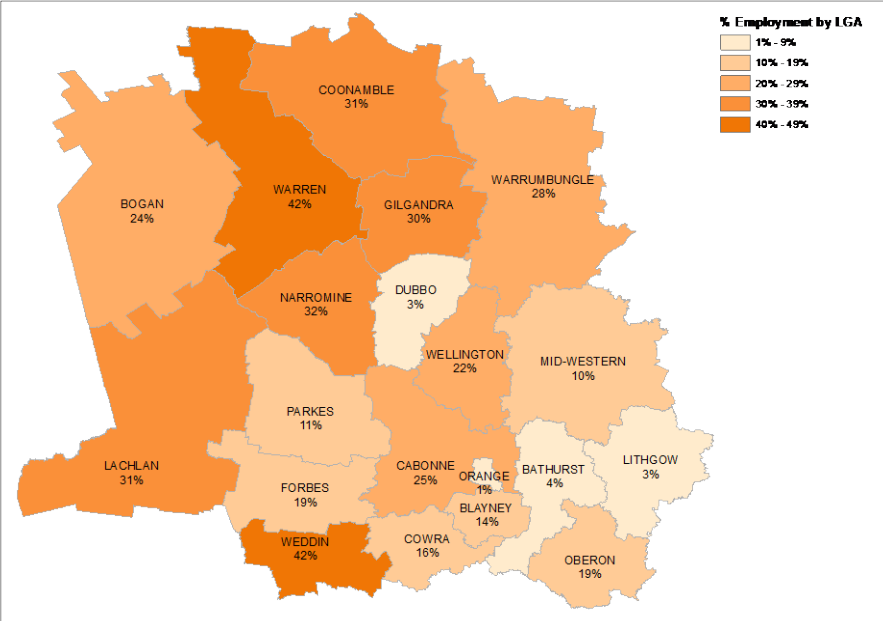 % Employment by LGA
1% - 9%
10% - 19%
20% - 29%
30% - 39%
40% - 49%
COONAMBLE
31%
WARRUMBUNGLE
28%
WARREN
42%
BOGAN
24%
GILGANDRA
30%
DUBBO
3%
NARROMINE
32%
WELLINGTON
22%
MID-WESTERN
10%
PARKES
11%
LACHLAN
31%
CABONNE
25%
ORANGE
1%
BATHURST
4%
LITHGOW
3%
FORBES
19%
BLAYNEY
14%
WEDDIN
42%
COWRA
16%
OBERON
19%